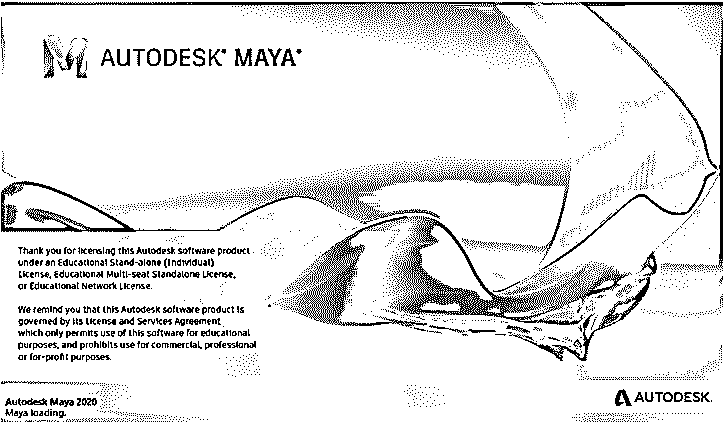 AUTODESK® MAYA®
Thank you for licensing this Autodesk software product
under an Educational Stand-alone (Individual)
License, Educational Multi-seat Standalone License,
or Educational Network License.
We remind you that this Autodesk software product is
governed by its License and Services Agreement
which only permits use of this software for educational
purposes, and prohibits use for commercial, professional
or for-profit purposes.
Autodesk Maya 2020
Maya loading.
AUTODESK.